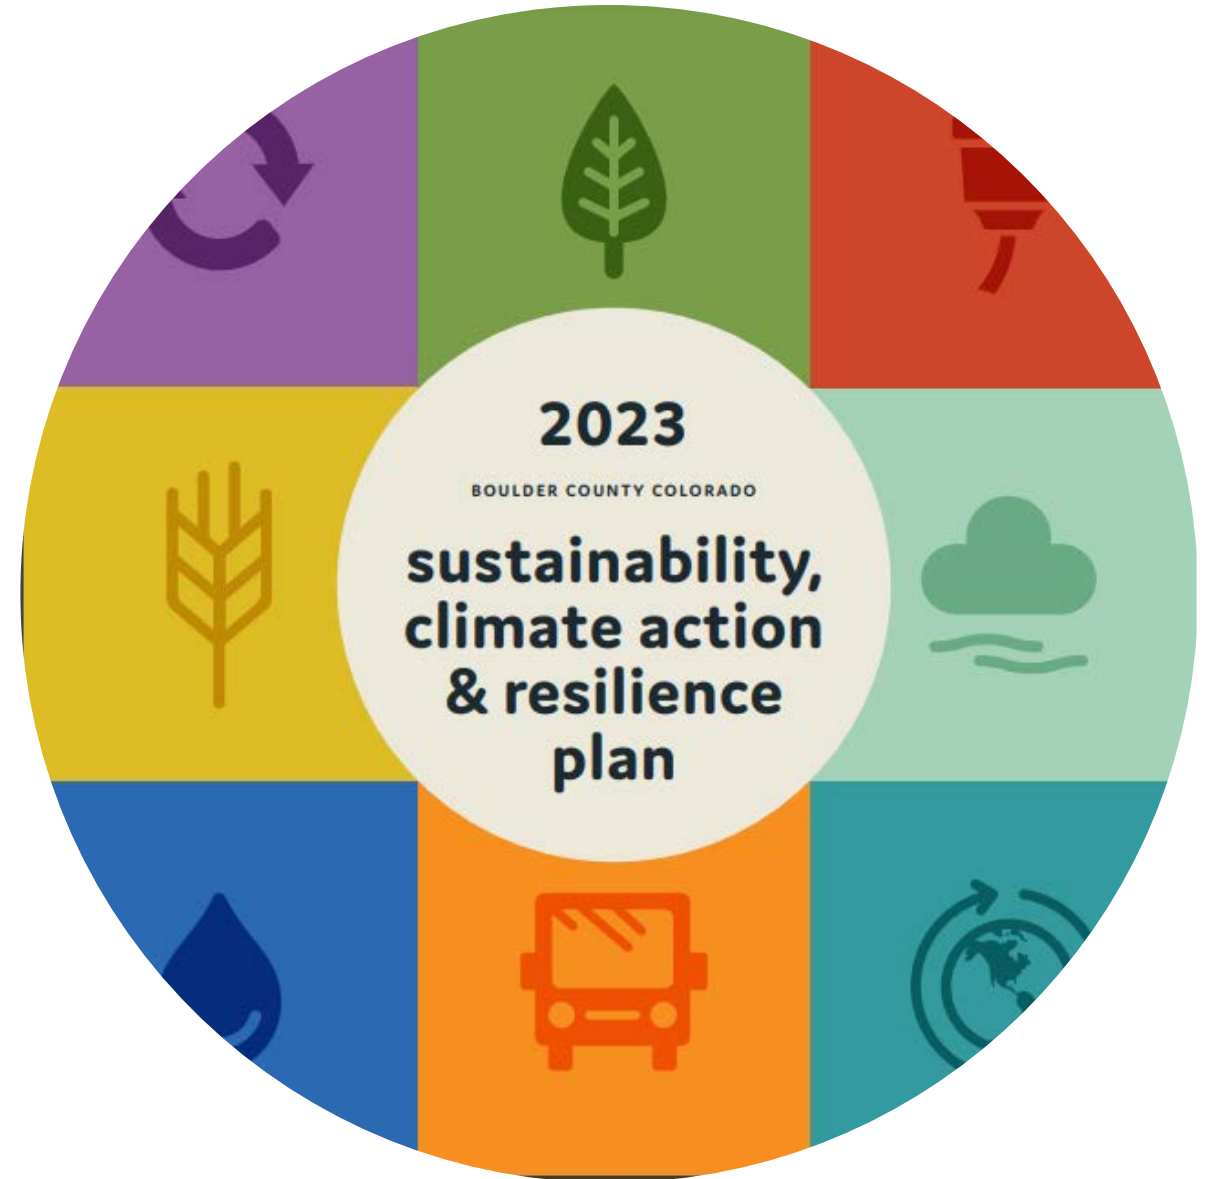 2023
BOULDER COUNTY COLORADO
sustainability,
climate action
& resilience
plan